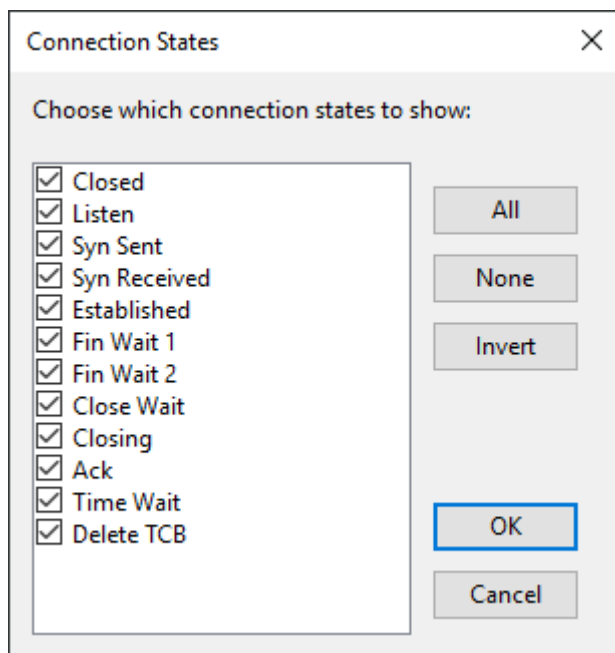 Connection States
Choose which connection states to show:
Closed
Listen
Syn Sent
Syn Received
Established
Fin Wait 1
Fin Wait 2
Close Wait
Closing
Ack
Time Wait
Delete TCB
All
None
Invert
OK
Cancel